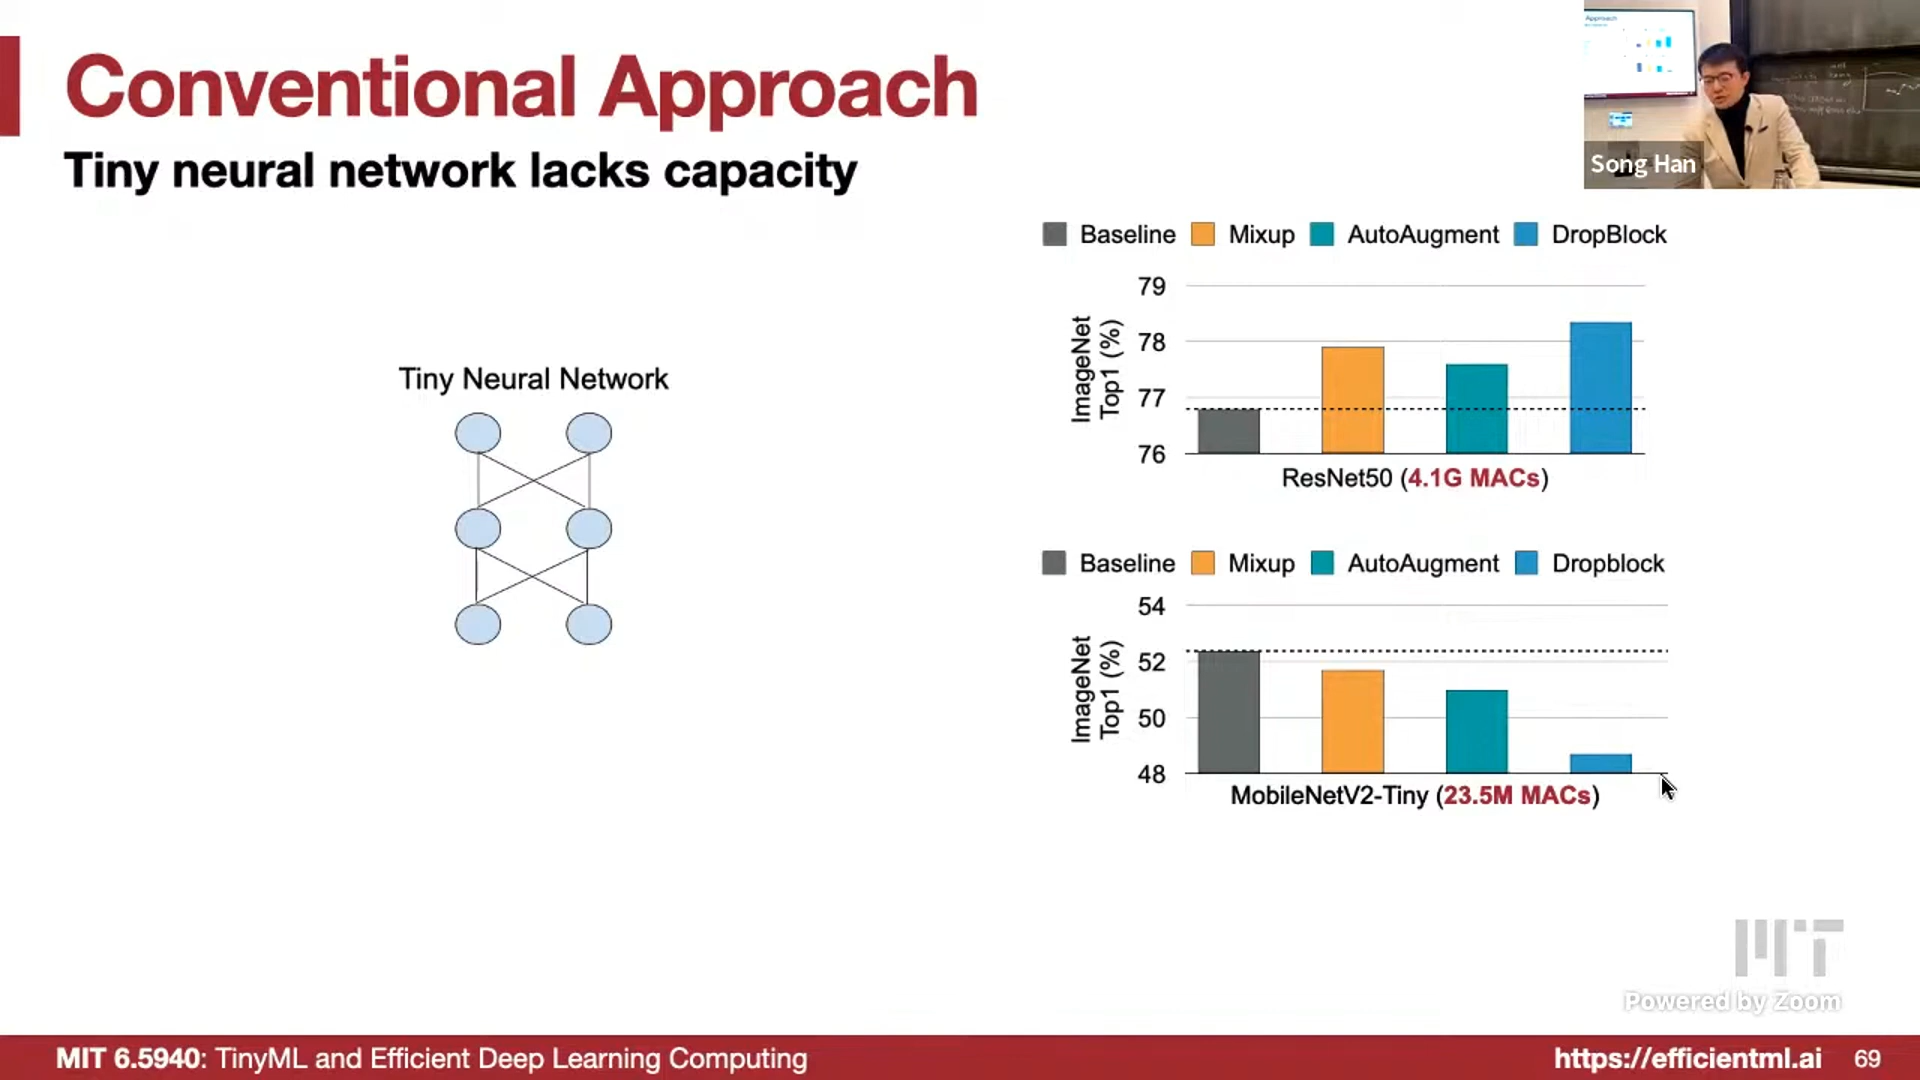 Conventional Approach
Tiny neural network lacks capacity
Approach
Song Han
Tiny Neural Network
Baseline Mixup AutoAugment DropBlock
ImageNet Top1 (%)
79
78
77
76
ResNet50 (4.1G MACs)
Baseline Mixup AutoAugment Dropblock
ImageNet Top1 (%)
54
52
50
48
MobileNetV2-Tiny (23.5M MACs)
MIT
Powered by Zoom
MIT 6.5940: TinyML and Efficient Deep Learning Computing
https://efficientml.ai 69